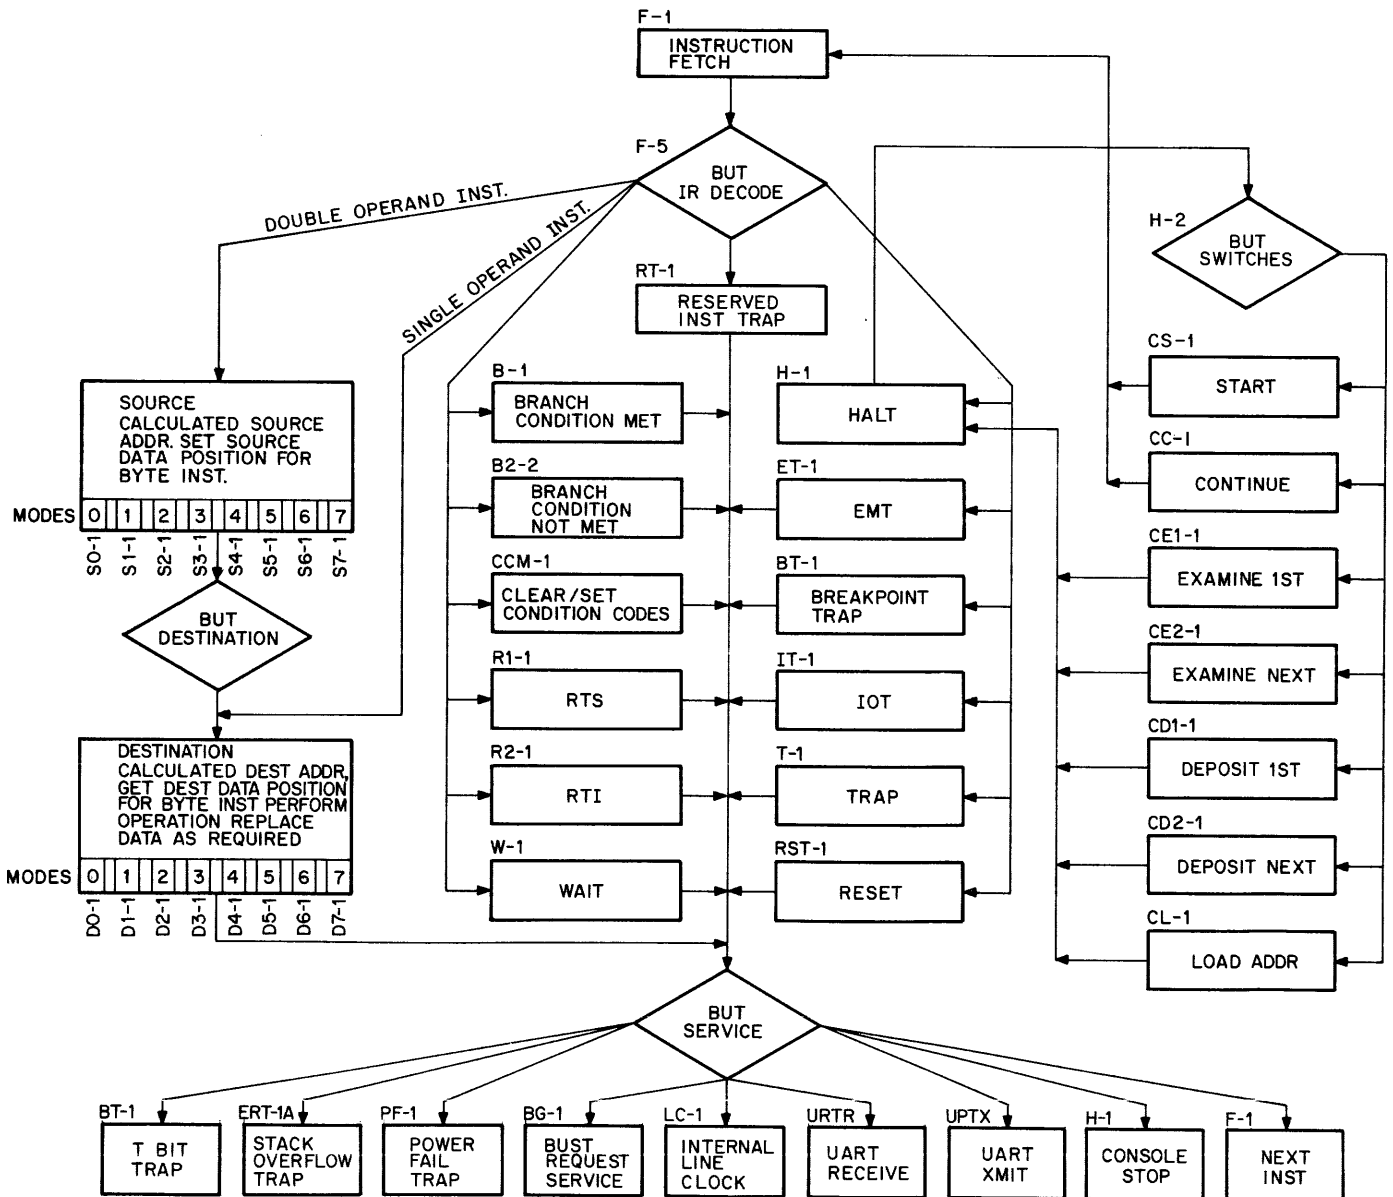 F-1
INSTRUCTION
FETCH
F-5
BUT
IR DECODE
DOUBLE OPERAND INST.
SINGLE OPERAND INST.
H-2
BUT
SWITCHES
RT-1
RESERVED
INST TRAP
SOURCE
CALCULATED SOURCE
ADDR. SET SOURCE
DATA POSITION FOR
BYTE INST.
MODES 0 1 2 3 4 5 6 7
S0-1 S1-1 S2-1 S3-1 S4-1 S5-1 S6-1 S7-1
BUT
DESTINATION
DESTINATION
CALCULATED DEST ADDR,
GET DEST DATA POSITION
FOR BYTE INST PERFORM
OPERATION REPLACE
DATA AS REQUIRED
MODES 0 1 2 3 4 5 6 7
D0-1 D1-1 D2-1 D3-1 D4-1 D5-1 D6-1 D7-1
B-1
BRANCH
CONDITION MET
B2-2
BRANCH
CONDITION
NOT MET
CCM-1
CLEAR/SET
CONDITION CODES
R1-1
RTS
R2-1
RTI
W-1
WAIT
H-1
HALT
ET-1
EMT
BT-1
BREAKPOINT
TRAP
IT-1
IOT
T-1
TRAP
RST-1
RESET
CS-1
START
CC-1
CONTINUE
CE1-1
EXAMINE 1ST
CE2-1
EXAMINE NEXT
CD1-1
DEPOSIT 1ST
CD2-1
DEPOSIT NEXT
CL-1
LOAD ADDR
BUT
SERVICE
BT-1
T BIT
TRAP
ERT-1A
STACK
OVERFLOW
TRAP
PF-1
POWER
FAIL
TRAP
BG-1
BUST
REQUEST
SERVICE
LC-1
INTERNAL
LINE
CLOCK
URTR
UART
RECEIVE
UPTX
UART
XMIT
H-1
CONSOLE
STOP
F-1
NEXT
INST